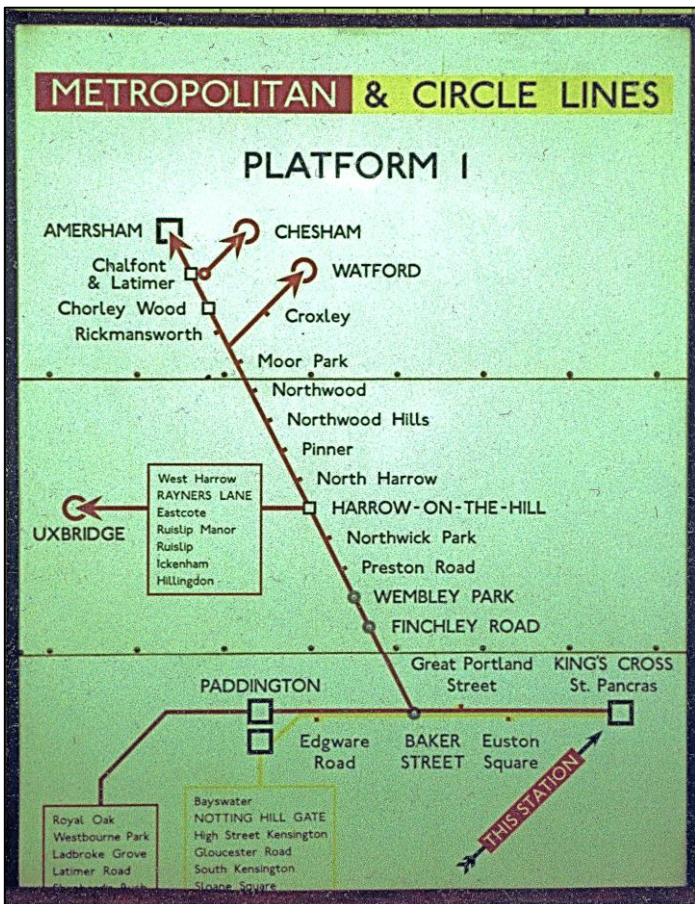 METROPOLITAN & CIRCLE LINES
PLATFORM 1
AMERSHAM
CHESHAM
Chalfont
& Latimer
WATFORD
Chorley Wood
Croxley
Rickmansworth
Moor Park
Northwood
Northwood Hills
Pinner
North Harrow
West Harrow
RAYNERS LANE
Eastcote
Ruislip Manor
Ruislip
Ickenham
Hillingdon
UXBRIDGE
HARROW-ON-THE-HILL
Northwick Park
Preston Road
WEMBLEY PARK
FINCHLEY ROAD
Great Portland
Street
KING'S CROSS
St. Pancras
PADDINGTON
Edgware
Road
BAKER
STREET
Euston
Square
THIS STATION
Royal Oak
Westbourne Park
Ladbroke Grove
Latimer Road
Shepherds Bush
Bayswater
NOTTING HILL GATE
High Street Kensington
Gloucester Road
South Kensington
Sloane Square